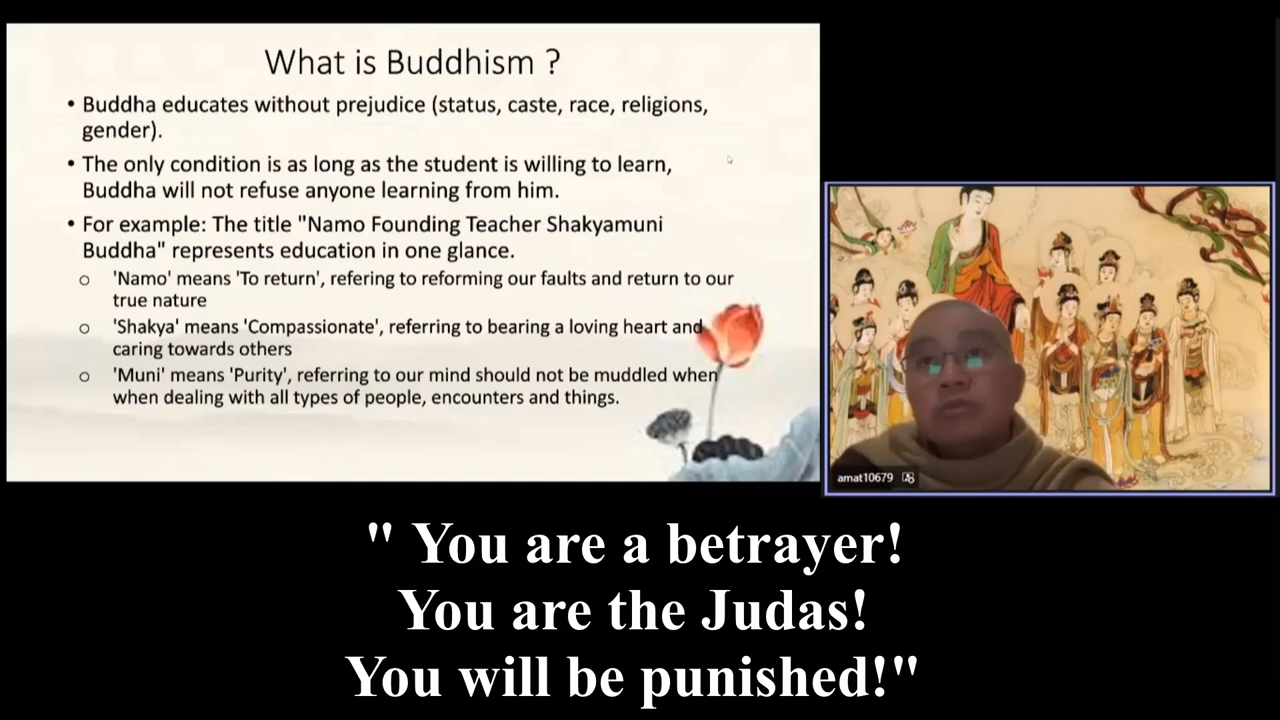 What is Buddhism ?
• Buddha educates without prejudice (status, caste, race, religions,
gender).
• The only condition is as long as the student is willing to learn,
Buddha will not refuse anyone learning from him.
• For example: The title "Namo Founding Teacher Shakyamuni
Buddha" represents education in one glance.
o 'Namo' means 'To return', refering to reforming our faults and return to our
true nature
o 'Shakya' means 'Compassionate', referring to bearing a loving heart and
caring towards others
o 'Muni' means 'Purity', referring to our mind should not be muddled when
when dealing with all types of people, encounters and things.
amat10679
" You are a betrayer!
You are the Judas!
You will be punished!"